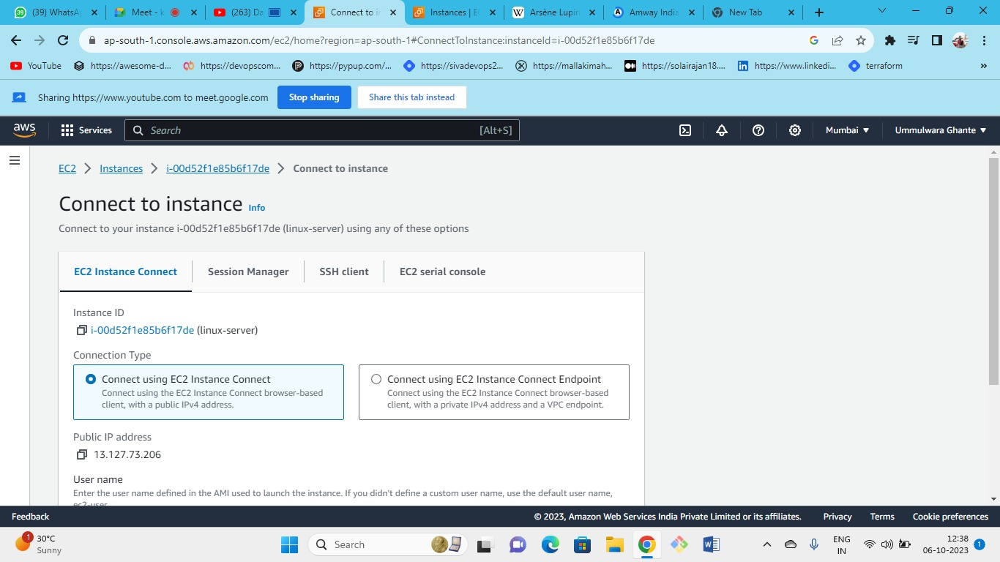 (39) WhatsA
Meet - k
(263) Da
Connect to in
Instances | E
Arsène Lupin
Amway India
New Tab
ap-south-1.console.aws.amazon.com/ec2/home?region=ap-south-1#ConnectToInstance:instanceId=i-00d52f1e85b6f17de
YouTube
https://awesome-d...
https://devopscom...
https://pypup.com/...
https://sivadevops2...
https://mallakimah...
https://solairajan18....
https://www.linkedi...
terraform
»
Sharing https://www.youtube.com to meet.google.com
Stop sharing
Share this tab instead
aws
Services
Search
[Alt+S]
Mumbai
Ummulwara Ghante
EC2 > Instances > i-00d52f1e85b6f17de > Connect to instance
Connect to instance Info
Connect to your instance i-00d52f1e85b6f17de (linux-server) using any of these options
EC2 Instance Connect
Session Manager
SSH client
EC2 serial console
Instance ID
i-00d52f1e85b6f17de (linux-server)
Connection Type
Connect using EC2 Instance Connect
Connect using the EC2 Instance Connect browser-based
client, with a public IPv4 address.
Connect using EC2 Instance Connect Endpoint
Connect using the EC2 Instance Connect browser-based
client, with a private IPv4 address and a VPC endpoint.
Public IP address
13.127.73.206
User name
Enter the user name defined in the AMI used to launch the instance. If you didn't define a custom user name, use the default user name,
ec2-user
Feedback
© 2023, Amazon Web Services India Private Limited or its affiliates.
Privacy
Terms
Cookie preferences
1
30°C
Sunny
Search
ENG
IN
12:38
06-10-2023
1